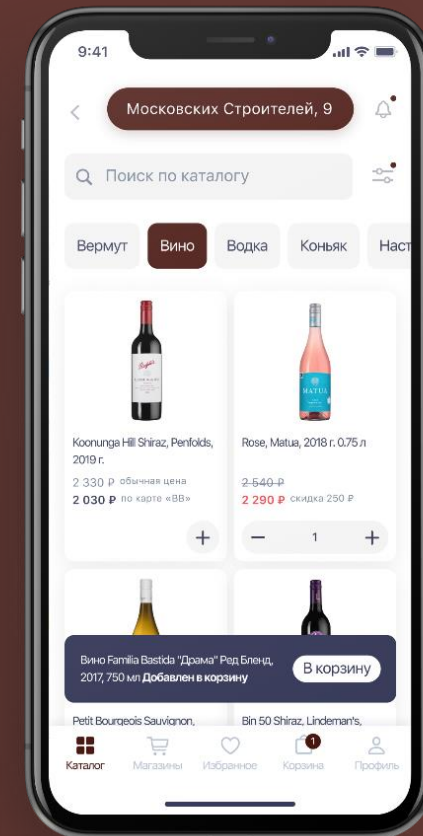 9:41
Московских Строителей, 9
Поиск по каталогу
Вермут Вино Водка Коньяк Наст
Penfolds
MATUA
Koonunga Hill Shiraz, Penfolds,
2019 г.
2 330 ₽ обычная цена
2 030 ₽ по карте «ВВ»
Rose, Matua, 2018 г. 0.75 л
2 540 ₽
2 290 ₽ скидка 250 ₽
+
— 1 +
Вино Familia Bastida "Драма" Ред Бленд,
2017, 750 мл Добавлен в корзину
В корзину
Petit Bourgeois Sauvignon,
Bin 50 Shiraz, Lindeman's,
1
Каталог Магазины Избранное Корзина Профиль